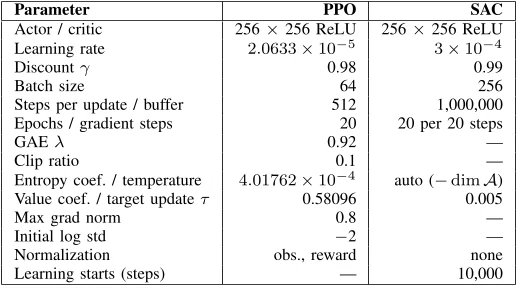 Parameter PPO SAC
Actor / critic 256 × 256 ReLU 256 × 256 ReLU
Learning rate 2.0633 × 10⁻⁵ 3 × 10⁻⁴
Discount γ 0.98 0.99
Batch size 64 256
Steps per update / buffer 512 1,000,000
Epochs / gradient steps 20 20 per 20 steps
GAE λ 0.92 —
Clip ratio 0.1 —
Entropy coef. / temperature 4.01762 × 10⁻⁴ auto (− dim 𝒜)
Value coef. / target update τ 0.58096 0.005
Max grad norm 0.8 —
Initial log std −2 —
Normalization obs., reward none
Learning starts (steps) — 10,000